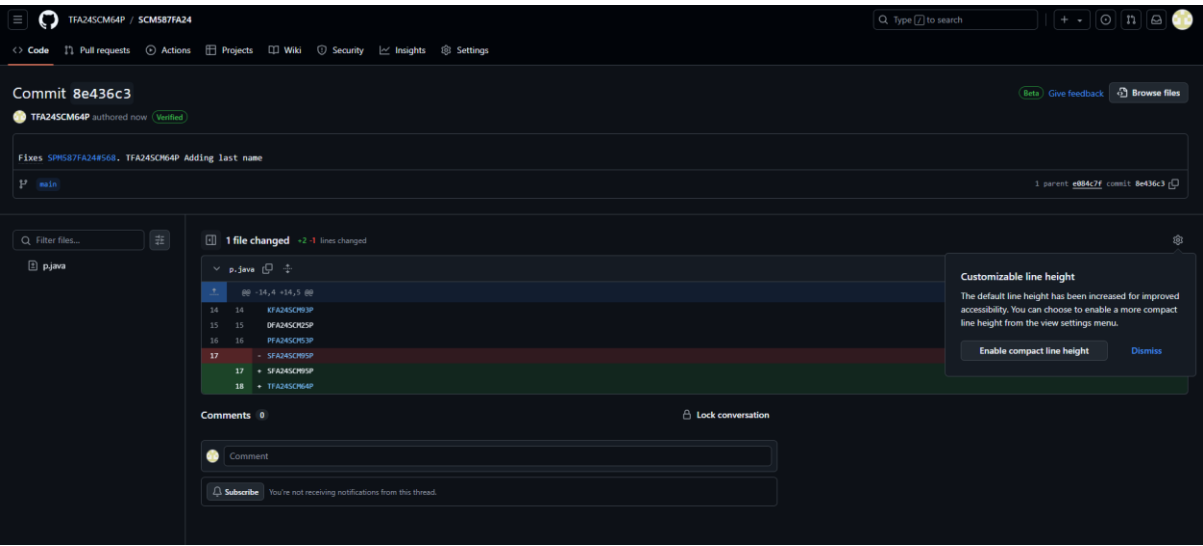 TFA24SCM64P / SCM587FA24
Type / to search
Code Pull requests Actions Projects Wiki Security Insights Settings
Commit 8e436c3
Beta Give feedback Browse files
TFA24SCM64P authored now Verified
Fixes SPM587FA24#568. TFA24SCM64P Adding last name
main
1 parent e084c7f commit 8e436c3
Filter files...
p.java
1 file changed +2 -1 lines changed
p.java
@@ -14,4 +14,5 @@
14 14 KFA24SCM93P
15 15 DFA24SCM25P
16 16 PFA24SCM53P
17 - SFA24SCM95P
17 + SFA24SCM95P
18 + TFA24SCM64P
Customizable line height
The default line height has been increased for improved
accessibility. You can choose to enable a more compact
line height from the view settings menu.
Enable compact line height Dismiss
Comments 0
Lock conversation
Comment
Subscribe You're not receiving notifications from this thread.